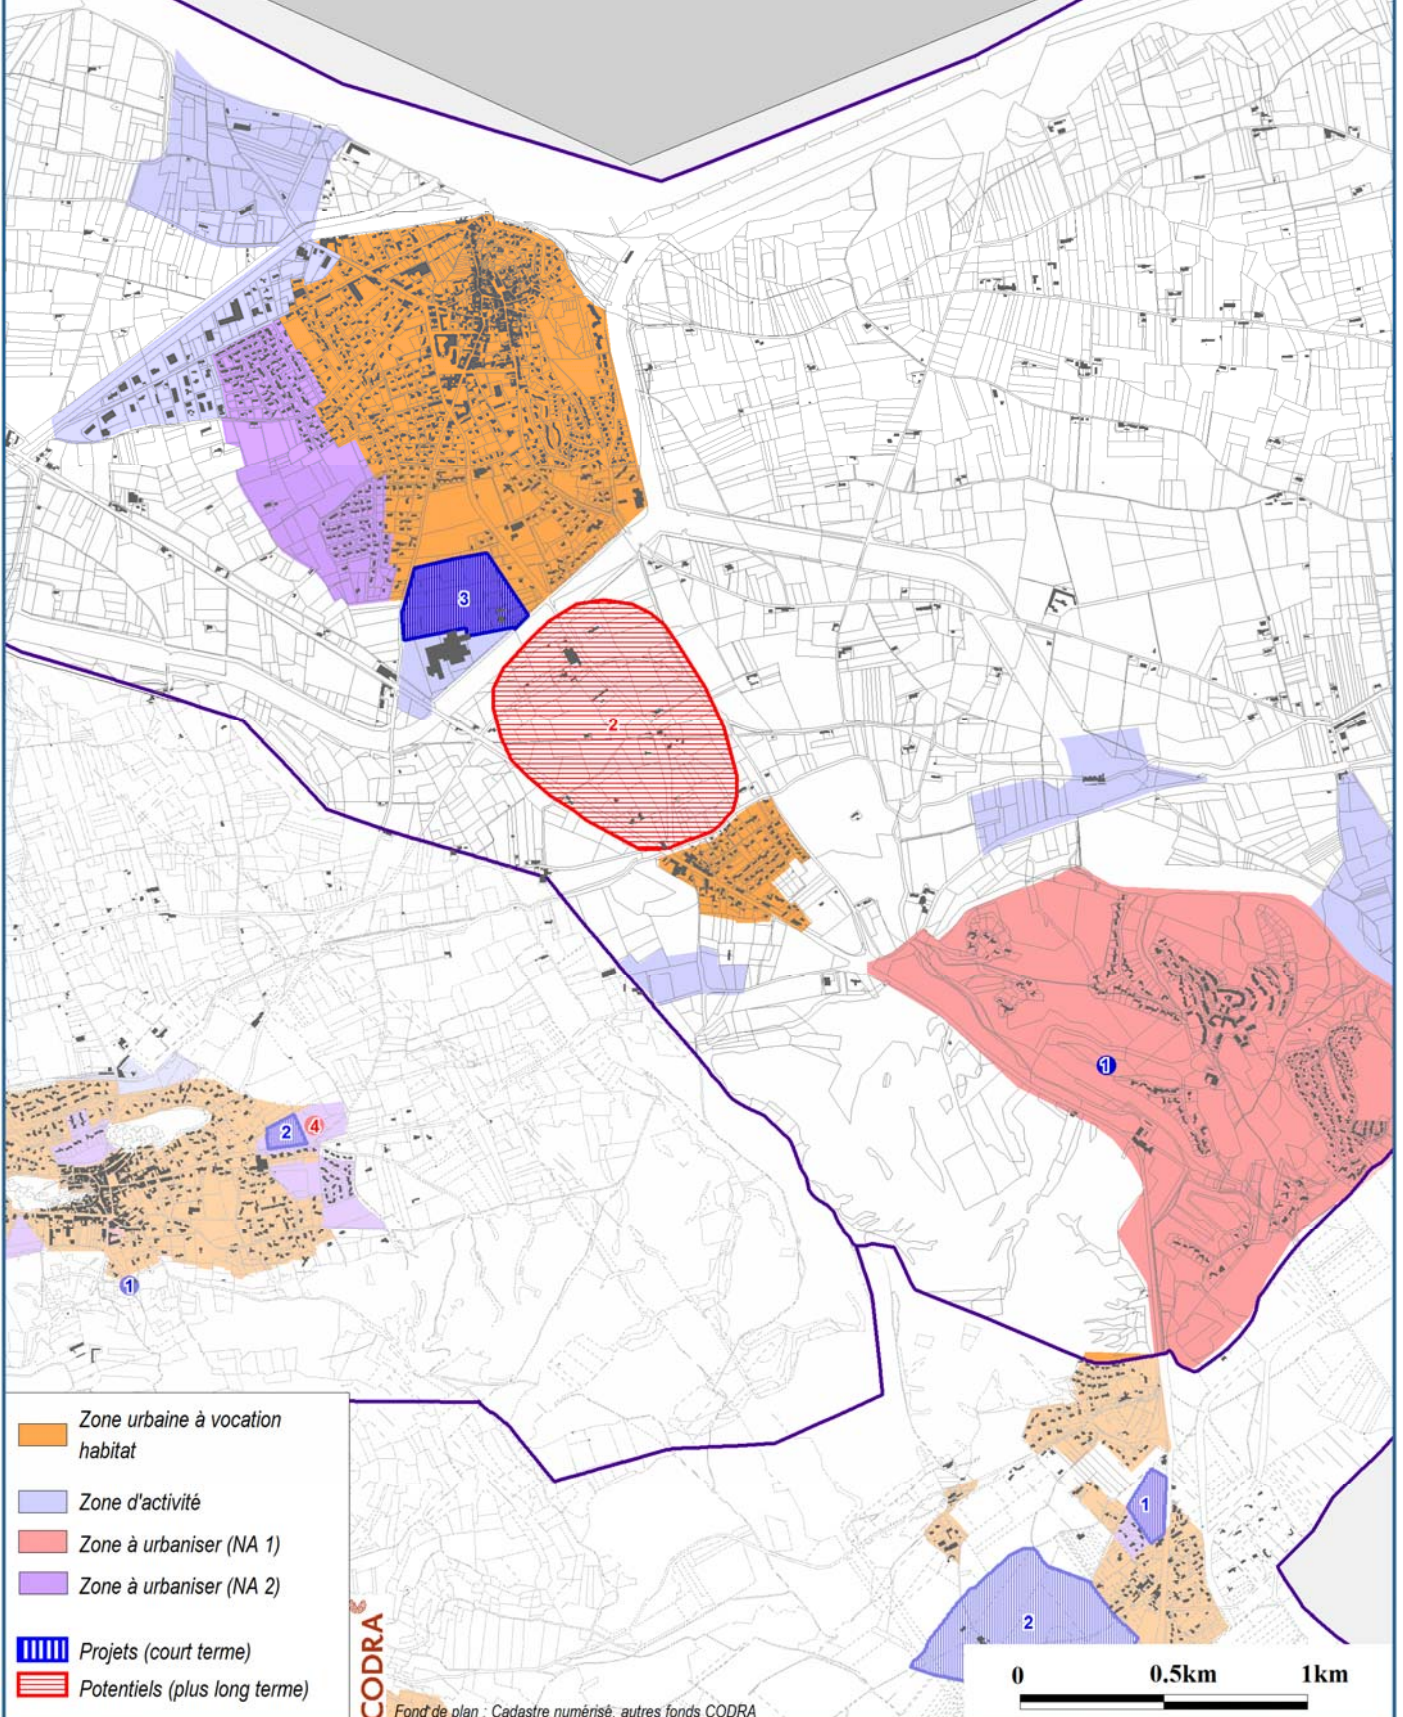 3
2
1
2
4
1
1
2
Zone urbaine à vocation
habitat
Zone d'activité
Zone à urbaniser (NA 1)
Zone à urbaniser (NA 2)
Projets (court terme)
Potentiels (plus long terme)
CODRA
0 0.5km 1km
Fond de plan : Cadastre numérisé, autres fonds CODRA